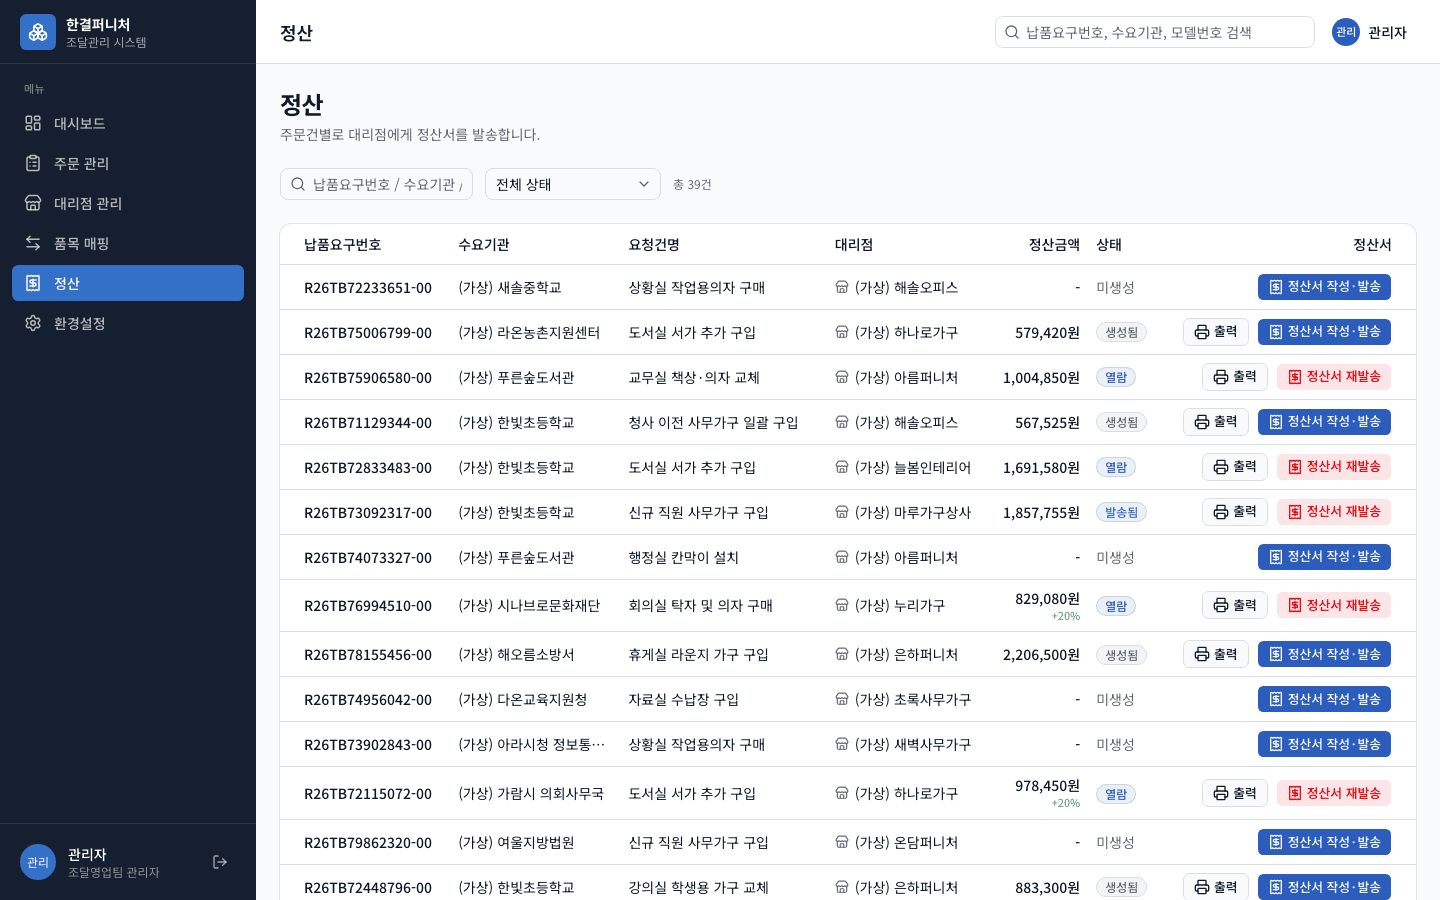 한결퍼니처
조달관리 시스템
메뉴
대시보드
주문 관리
대리점 관리
품목 매핑
정산
환경설정
관리
관리자
조달영업팀 관리자
정산
납품요구번호, 수요기관, 모델번호 검색
관리
관리자
정산
주문건별로 대리점에게 정산서를 발송합니다.
납품요구번호 / 수요기관 /
전체 상태
총 39건
납품요구번호 수요기관 요청건명 대리점 정산금액 상태 정산서
R26TB72233651-00 (가상) 새솔중학교 상황실 작업용의자 구매 (가상) 해솔오피스 - 미생성 정산서 작성·발송
R26TB75006799-00 (가상) 라온농촌지원센터 도서실 서가 추가 구입 (가상) 하나로가구 579,420원 생성됨 출력 정산서 작성·발송
R26TB75906580-00 (가상) 푸른숲도서관 교무실 책상·의자 교체 (가상) 아름퍼니처 1,004,850원 열람 출력 정산서 재발송
R26TB71129344-00 (가상) 한빛초등학교 청사 이전 사무가구 일괄 구입 (가상) 해솔오피스 567,525원 생성됨 출력 정산서 작성·발송
R26TB72833483-00 (가상) 한빛초등학교 도서실 서가 추가 구입 (가상) 늘봄인테리어 1,691,580원 열람 출력 정산서 재발송
R26TB73092317-00 (가상) 한빛초등학교 신규 직원 사무가구 구입 (가상) 마루가구상사 1,857,755원 발송됨 출력 정산서 재발송
R26TB74073327-00 (가상) 푸른숲도서관 행정실 칸막이 설치 (가상) 아름퍼니처 - 미생성 정산서 작성·발송
R26TB76994510-00 (가상) 시나브로문화재단 회의실 탁자 및 의자 구매 (가상) 누리가구 829,080원 열람 출력 정산서 재발송
+20%
R26TB78155456-00 (가상) 해오름소방서 휴게실 라운지 가구 구입 (가상) 은하퍼니처 2,206,500원 생성됨 출력 정산서 작성·발송
R26TB74956042-00 (가상) 다온교육지원청 자료실 수납장 구입 (가상) 초록사무가구 - 미생성 정산서 작성·발송
R26TB73902843-00 (가상) 아라시청 정보통… 상황실 작업용의자 구매 (가상) 새벽사무가구 - 미생성 정산서 작성·발송
R26TB72115072-00 (가상) 가람시 의회사무국 도서실 서가 추가 구입 (가상) 하나로가구 978,450원 열람 출력 정산서 재발송
+20%
R26TB79862320-00 (가상) 여울지방법원 신규 직원 사무가구 구입 (가상) 온담퍼니처 - 미생성 정산서 작성·발송
R26TB72448796-00 (가상) 한빛초등학교 강의실 학생용 가구 교체 (가상) 은하퍼니처 883,300원 생성됨 출력 정산서 작성·발송